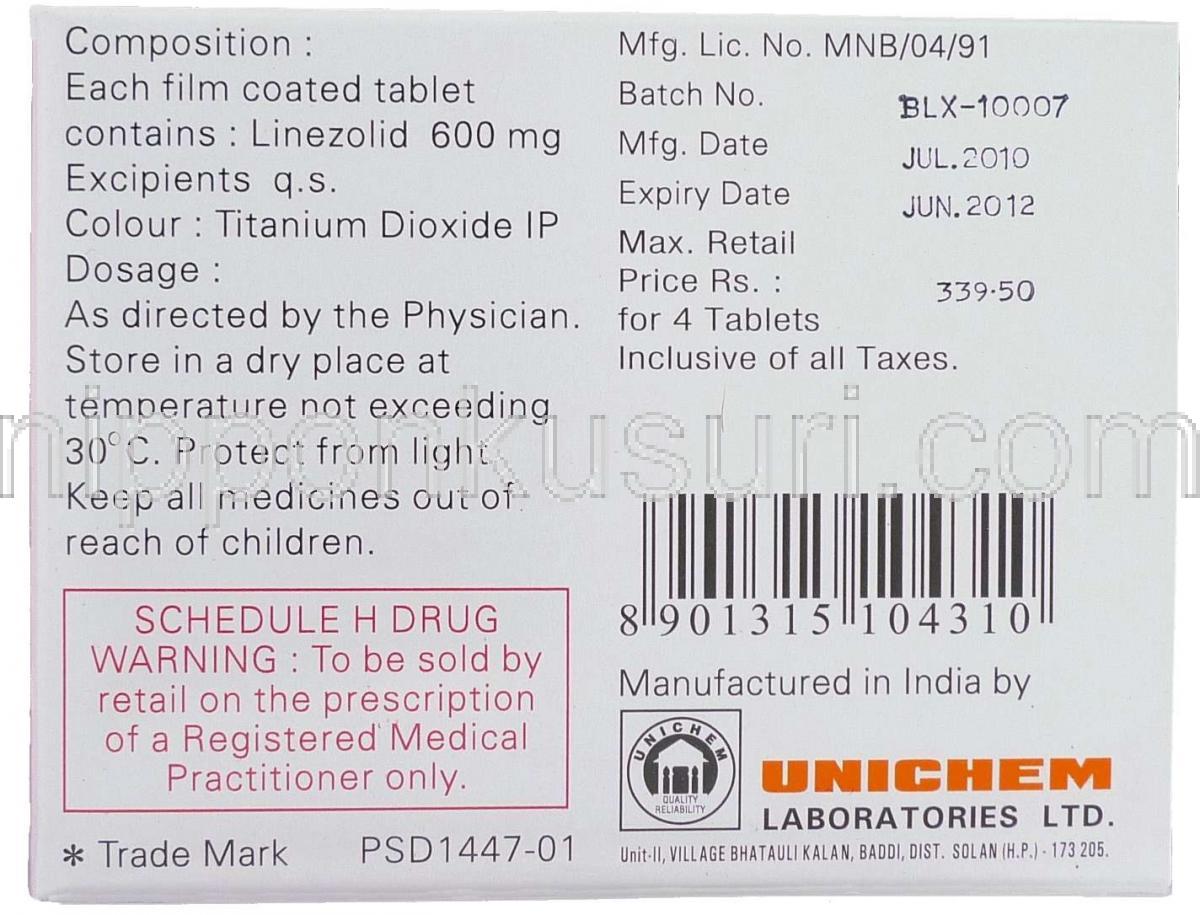 Composition :
Each film coated tablet
contains : Linezolid 600 mg
Excipients q.s.
Colour : Titanium Dioxide IP
Dosage :
As directed by the Physician.
Store in a dry place at
temperature not exceeding
30°C. Protect from light.
Keep all medicines out of
reach of children.
SCHEDULE H DRUG
WARNING : To be sold by
retail on the prescription
of a Registered Medical
Practitioner only.
* Trade Mark PSD1447-01
Mfg. Lic. No. MNB/04/91
Batch No. BLX-10007
Mfg. Date JUL.2010
Expiry Date JUN.2012
Max. Retail
Price Rs. : 339.50
for 4 Tablets
Inclusive of all Taxes.
nipponkusuri.com
8 901315 104310
Manufactured in India by
UNICHEM
QUALITY
RELIABILITY
UNICHEM
LABORATORIES LTD.
Unit-II, VILLAGE BHATAULI KALAN, BADDI, DIST. SOLAN (H.P.) - 173 205.